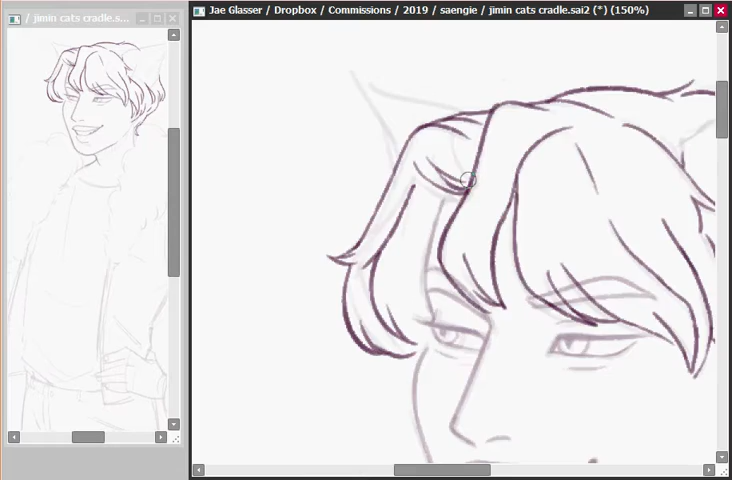 / jimin cats cradle.s...
Jae Glasser / Dropbox / Commissions / 2019 / saengie / jimin cats cradle.sai2 (*) (150%)